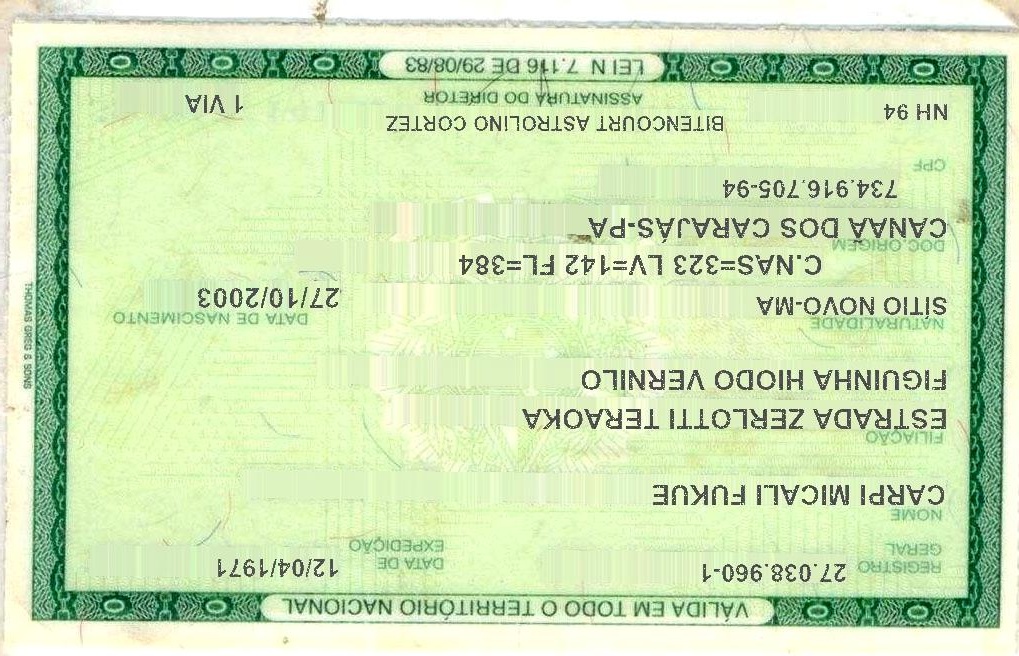 VÁLIDA EM TODO O TERRITÓRIO NACIONAL
REGISTRO GERAL 27.038.960-1 DATA DE EXPEDIÇÃO 12/04/1971
NOME
CARPI MICALI FUKUE
FILIAÇÃO
ESTRADA ZERLOTTI TERAOKA
FIGUINHA HIODO VERNILO
NATURALIDADE DATA DE NASCIMENTO
SÍTIO NOVO-MA 27/10/2003
C.NAS=323 LV=142 FL=384
DOC.ORIGEM
CANAÃ DOS CARAJÁS-PA
734.916.705-94
CPF
BITENCOURT ASTROLINO CORTEZ
NH 94 ASSINATURA DO DIRETOR 1 VIA
LEI N 7.116 DE 29/08/83
THOMAS GREG & SONS